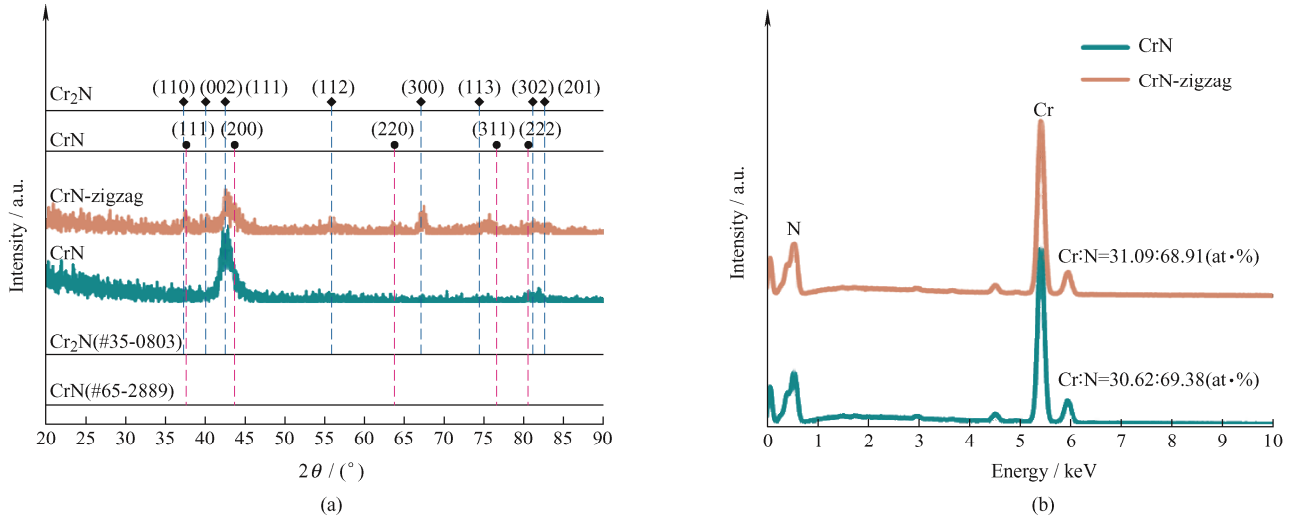 Intensity / a.u.
Cr₂N
(110) (002) (111) (112) (300) (113) (302) (201)
CrN
(111) (200) (220) (311) (222)
CrN-zigzag
CrN
Cr₂N(#35-0803)
CrN(#65-2889)
20 25 30 35 40 45 50 55 60 65 70 75 80 85 90
2θ / (°)
(a)
Intensity / a.u.
CrN
CrN-zigzag
Cr
N
Cr:N=31.09:68.91(at·%)
Cr:N=30.62:69.38(at·%)
0 1 2 3 4 5 6 7 8 9 10
Energy / keV
(b)